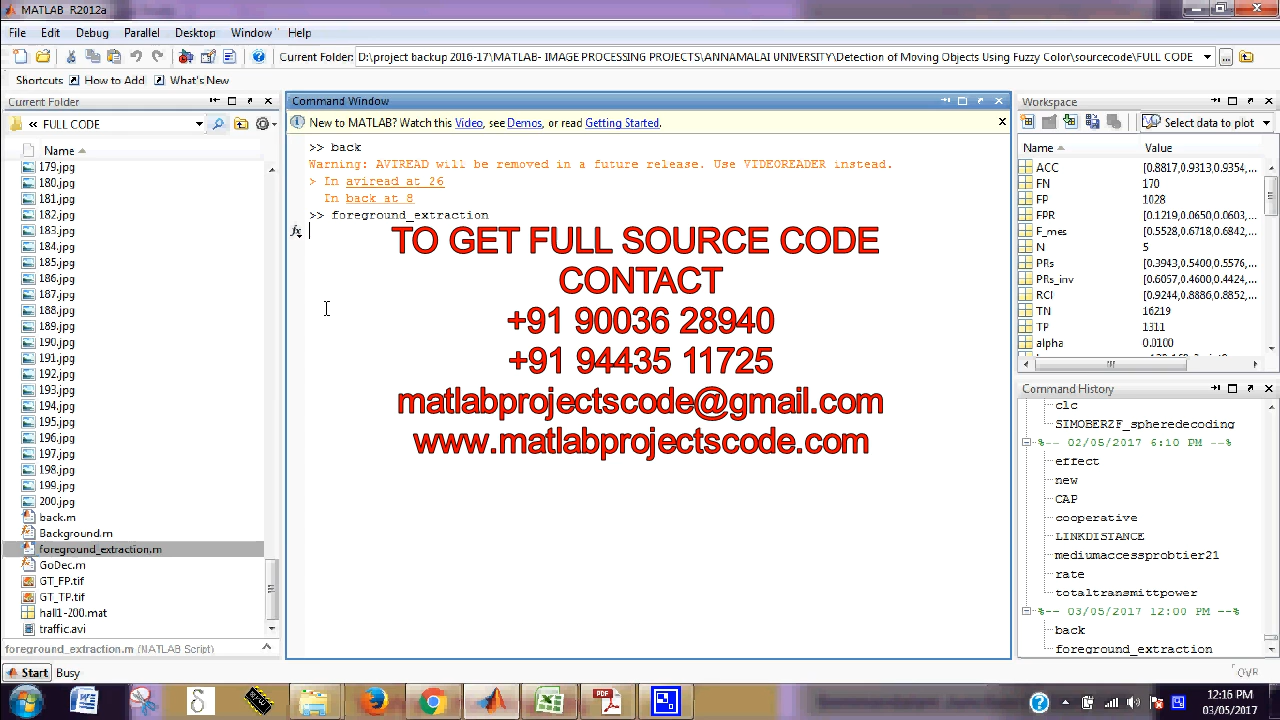 MATLAB R2012a
File Edit Debug Parallel Desktop Window Help
Current Folder: D:\project backup 2016-17\MATLAB- IMAGE PROCESSING PROJECTS\ANNAMALAI UNIVERSITY\Detection of Moving Objects Using Fuzzy Color\sourcecode\FULL CODE
Shortcuts How to Add What's New
Current Folder
« FULL CODE
Name
179.jpg
180.jpg
181.jpg
182.jpg
183.jpg
184.jpg
185.jpg
186.jpg
187.jpg
188.jpg
189.jpg
190.jpg
191.jpg
192.jpg
193.jpg
194.jpg
195.jpg
196.jpg
197.jpg
198.jpg
199.jpg
200.jpg
back.m
Background.m
foreground_extraction.m
GoDec.m
GT_FP.tif
GT_TP.tif
hall1-200.mat
traffic.avi
foreground_extraction.m (MATLAB Script)
Command Window
New to MATLAB? Watch this Video, see Demos, or read Getting Started.
>> back
Warning: AVIREAD will be removed in a future release. Use VIDEOREADER instead.
> In aviread at 26
In back at 8
>> foreground_extraction
fx
TO GET FULL SOURCE CODE
CONTACT
+91 90036 28940
+91 94435 11725
matlabprojectscode@gmail.com
www.matlabprojectscode.com
Workspace
Select data to plot
Name Value
ACC [0.8817,0.9313,0.9354,...
FN 170
FP 1028
FPR [0.1219,0.0650,0.0603,...
F_mes [0.5528,0.6718,0.6842,...
N 5
PRs [0.3943,0.5400,0.5576,...
PRs_inv [0.6057,0.4600,0.4424,...
RCI [0.9244,0.8886,0.8852,...
TN 16219
TP 1311
alpha 0.0100
Command History
clc
SIMOBERZF_spheredecoding
%-- 02/05/2017 6:10 PM --%
effect
new
CAP
cooperative
LINKDISTANCE
mediumaccessprobtier21
rate
totaltransmittpower
%-- 03/05/2017 12:00 PM --%
back
foreground_extraction
Start Busy
OVR
12:16 PM
03/05/2017